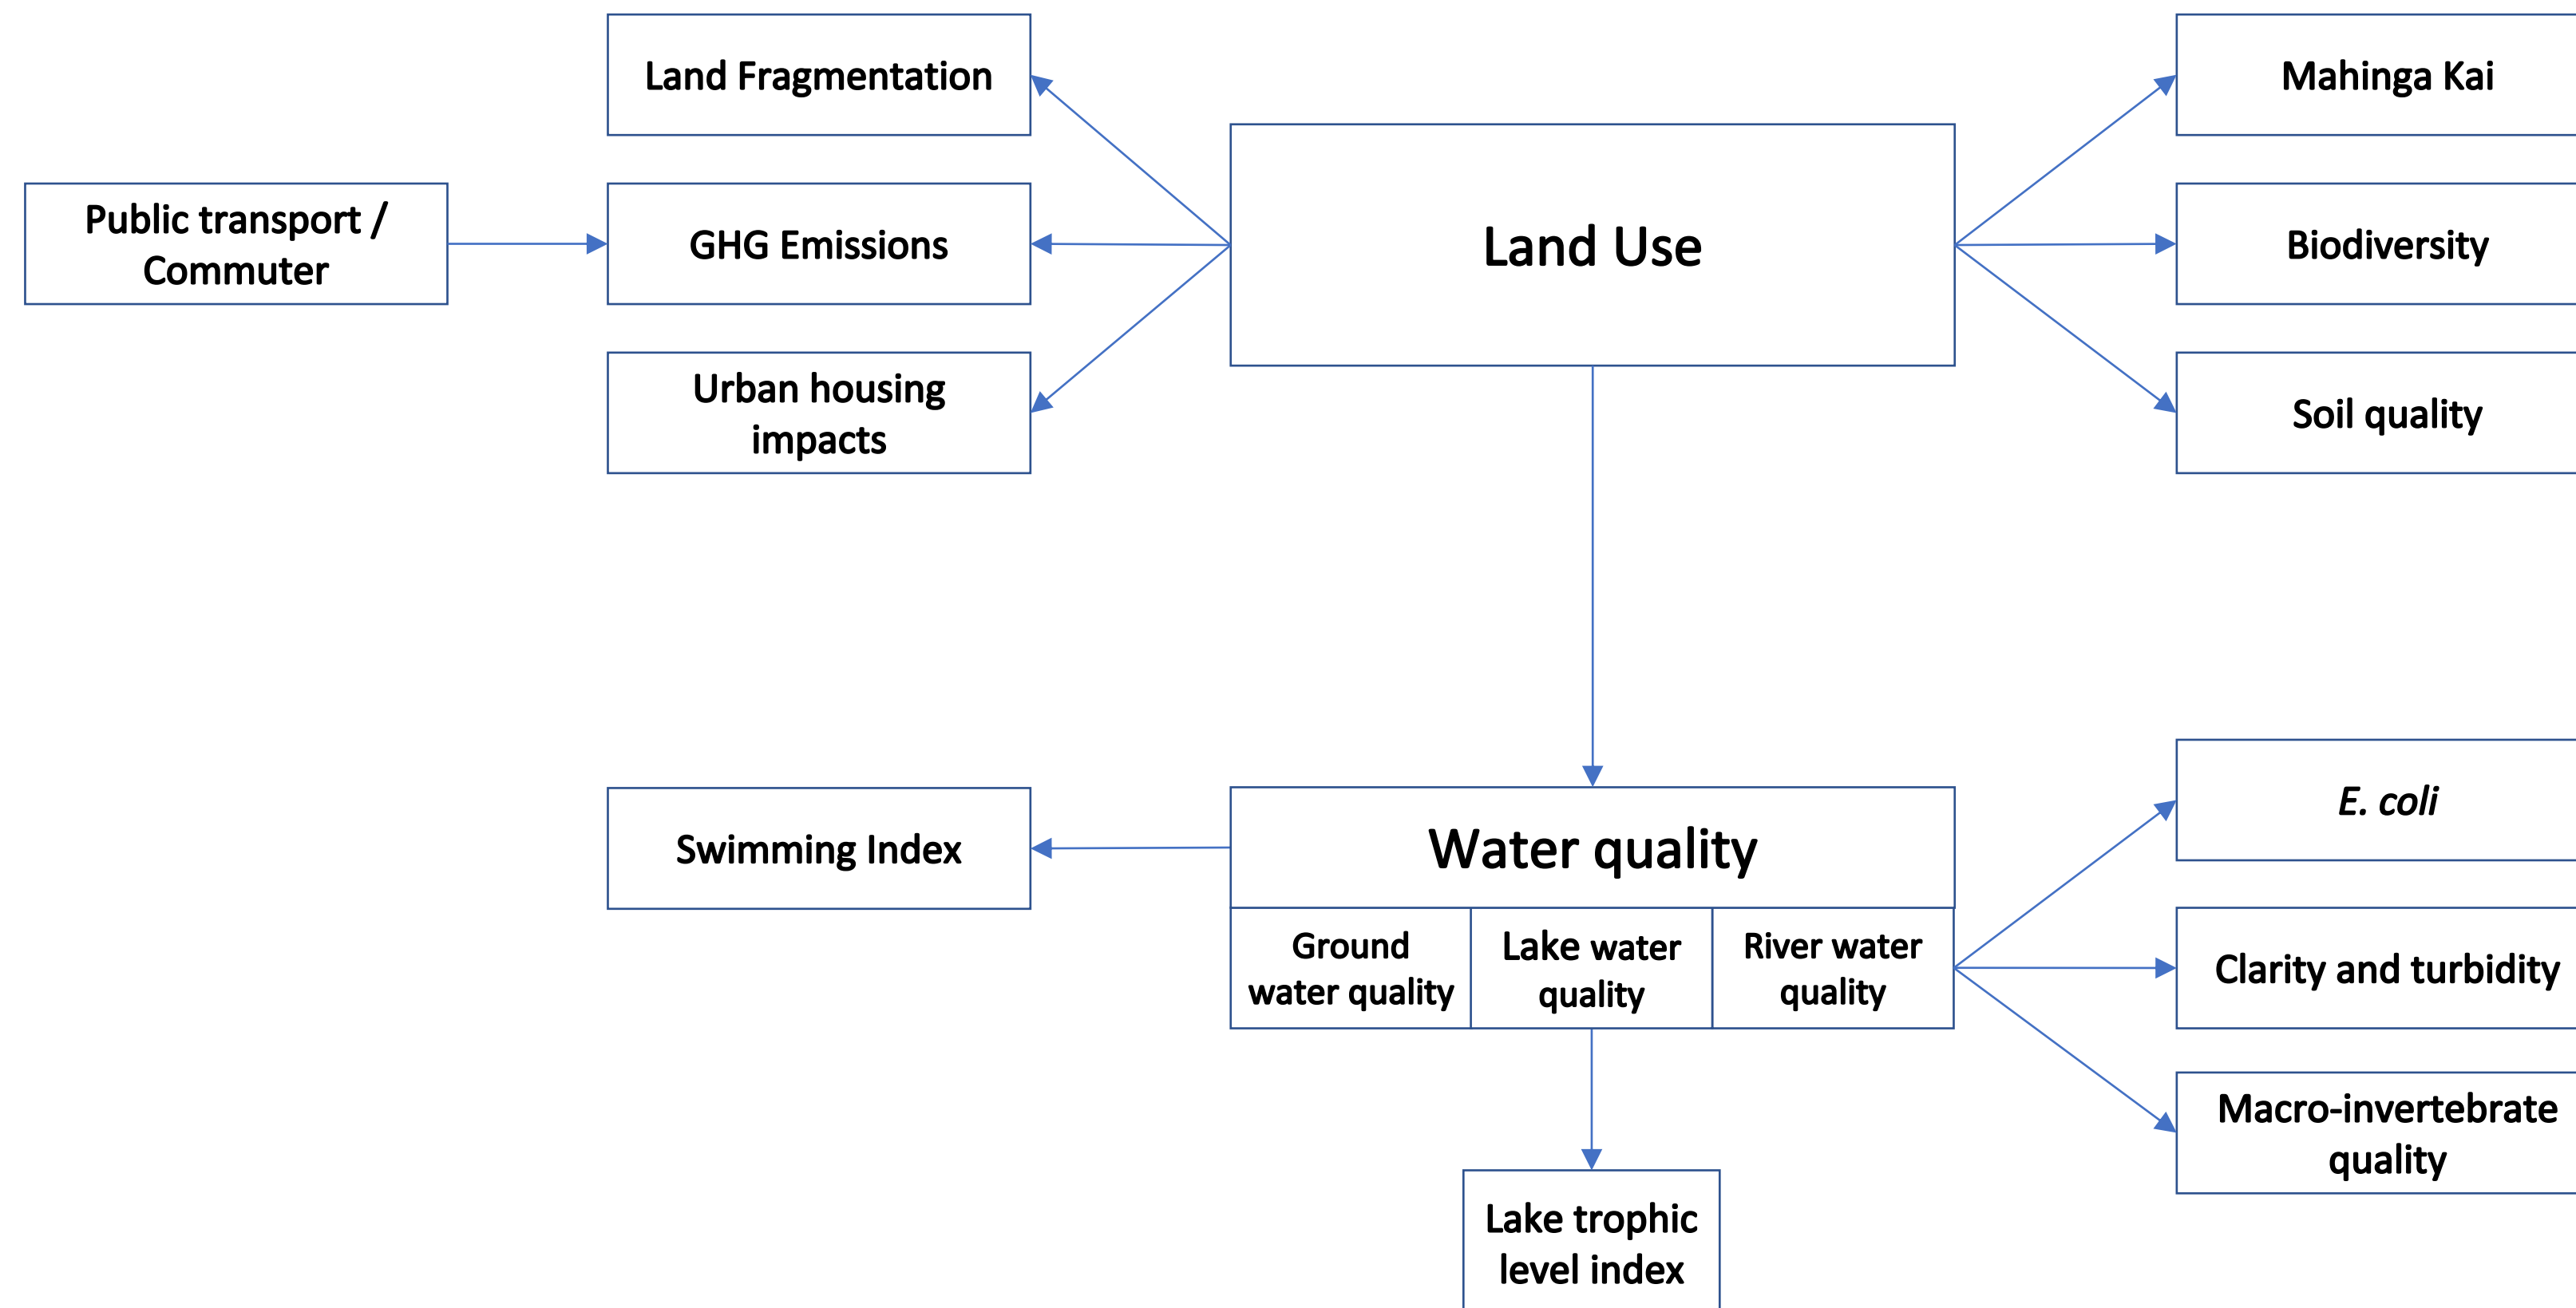 Land Fragmentation
Mahinga Kai
Public transport /
Commuter
GHG Emissions
Land Use
Biodiversity
Urban housing
impacts
Soil quality
Swimming Index
Water quality
E. coli
Ground
water quality
Lake water
quality
River water
quality
Clarity and turbidity
Macro-invertebrate
quality
Lake trophic
level index